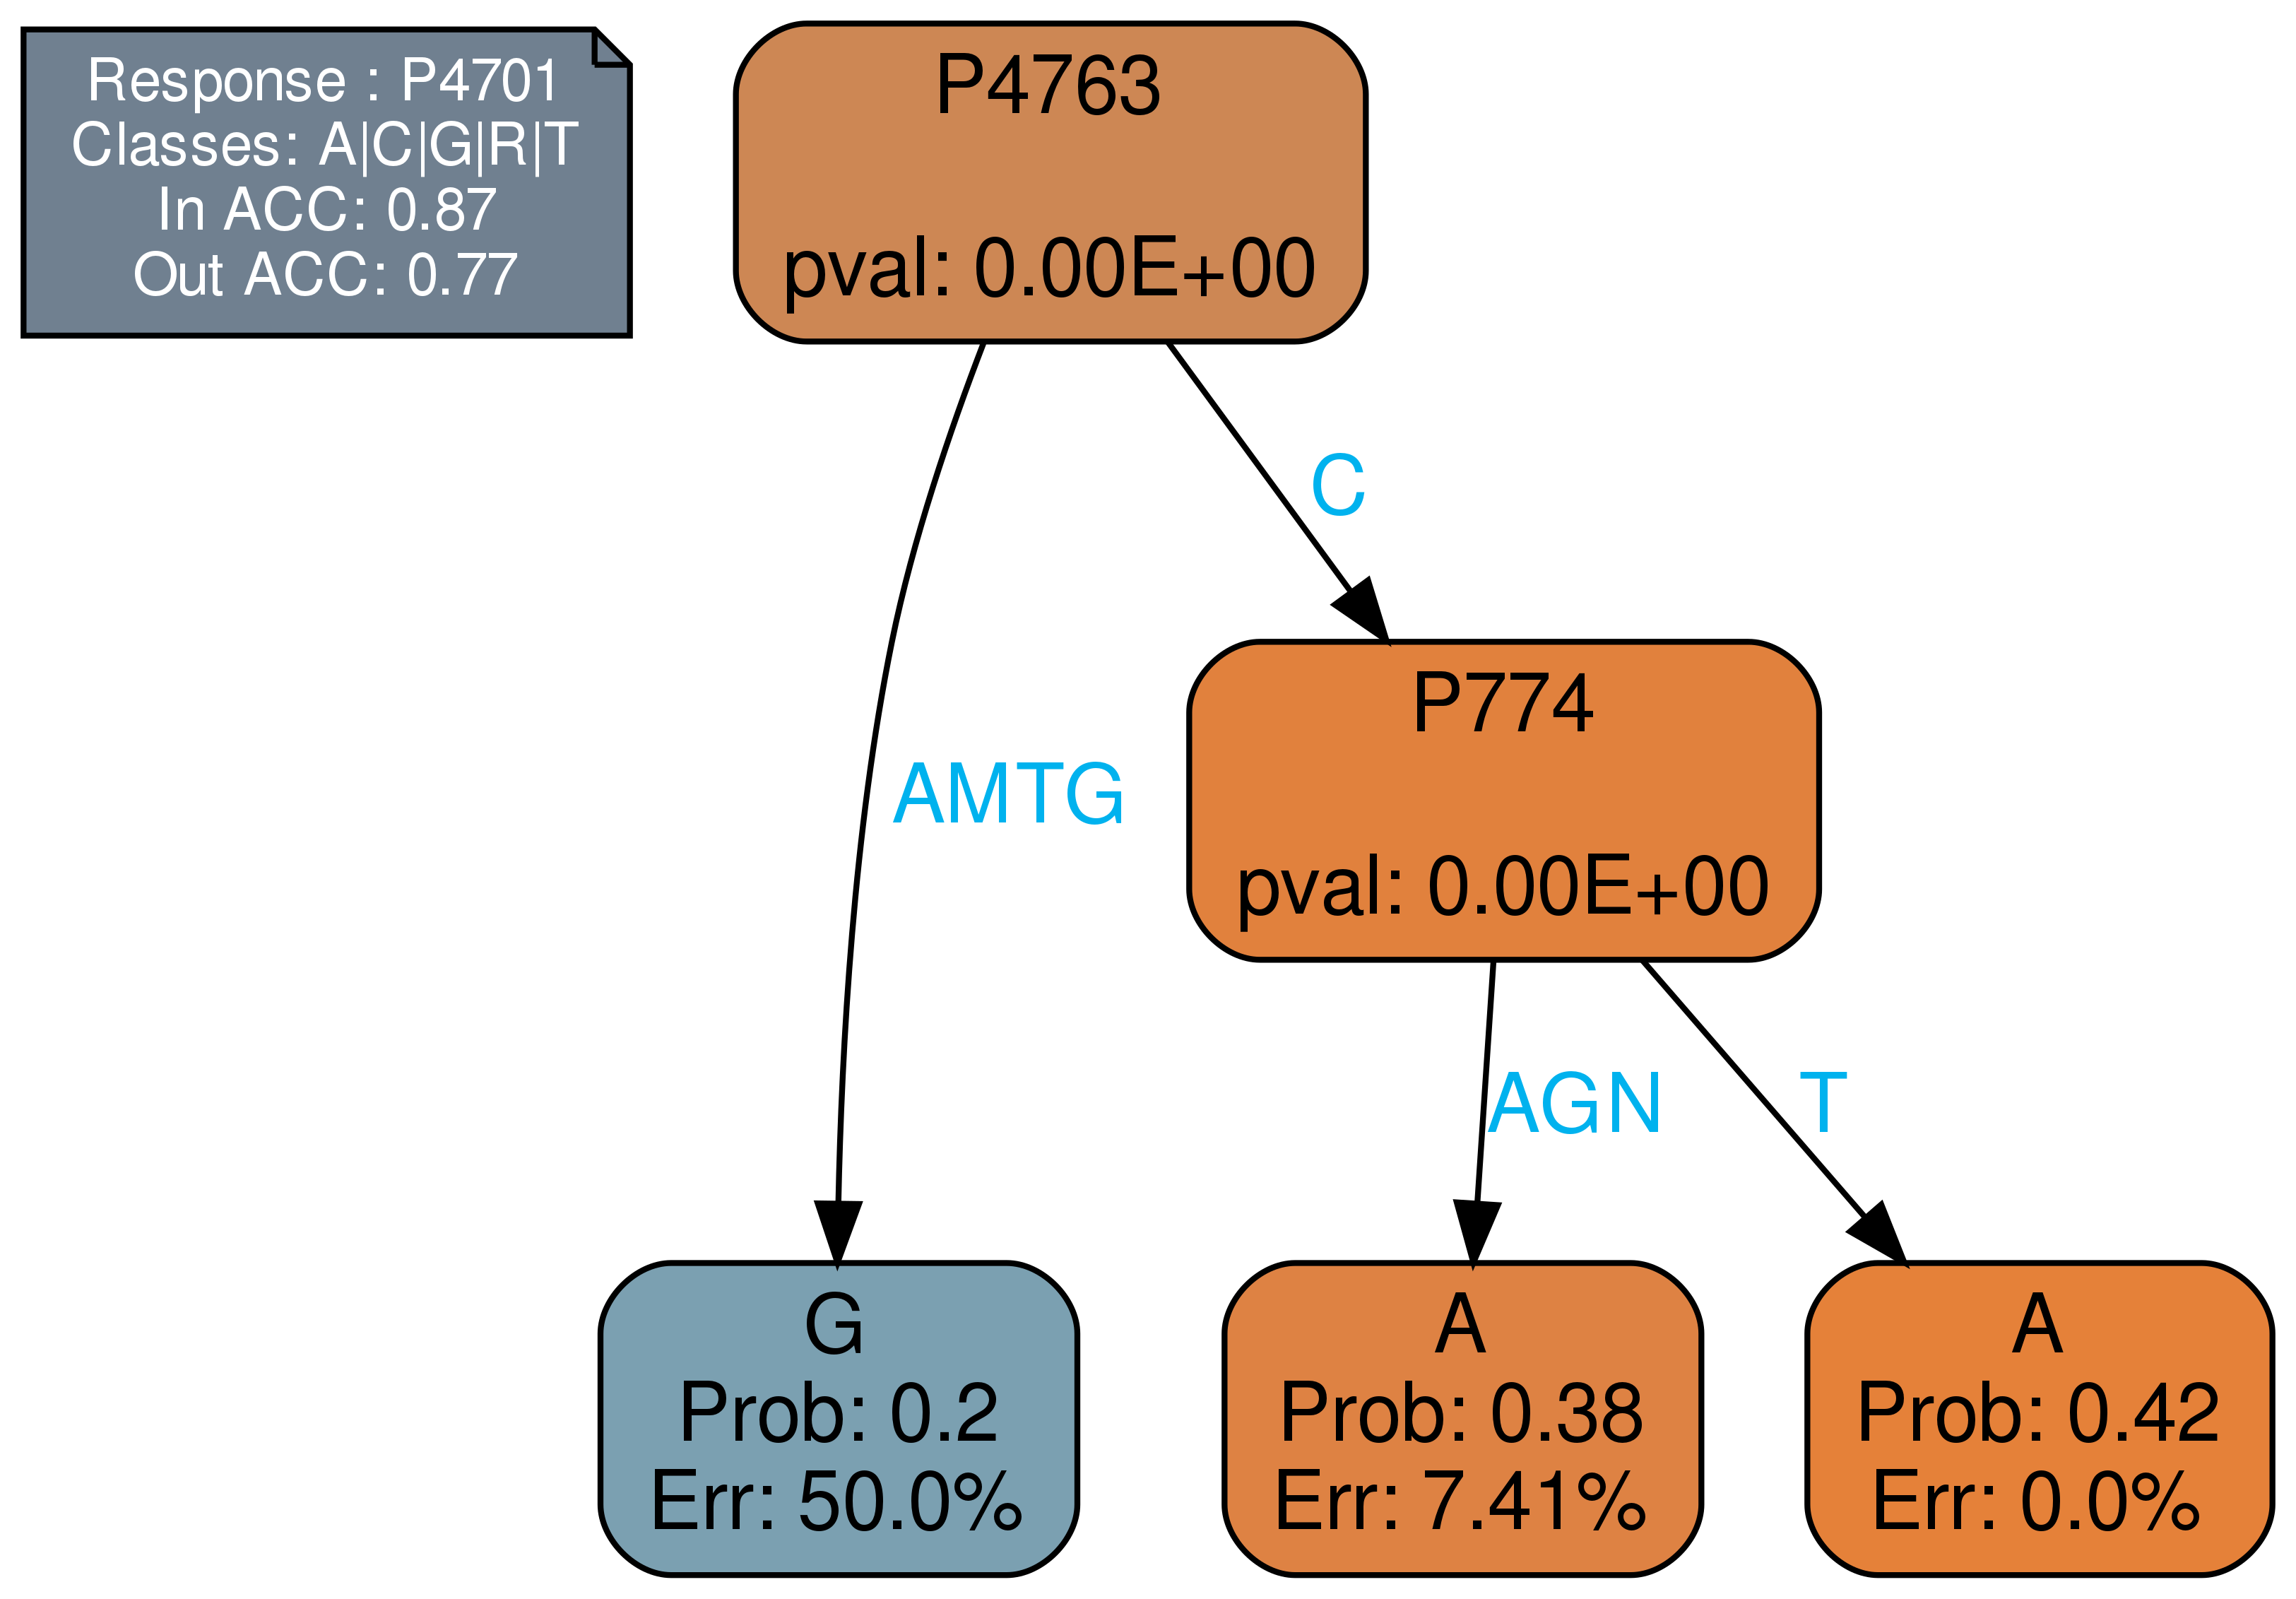 Response : P4701
Classes: A|C|G|R|T
In ACC: 0.87
Out ACC: 0.77
P4763
pval: 0.00E+00
C
P774
pval: 0.00E+00
AMTG
AGN
T
G
Prob: 0.2
Err: 50.0%
A
Prob: 0.38
Err: 7.41%
A
Prob: 0.42
Err: 0.0%